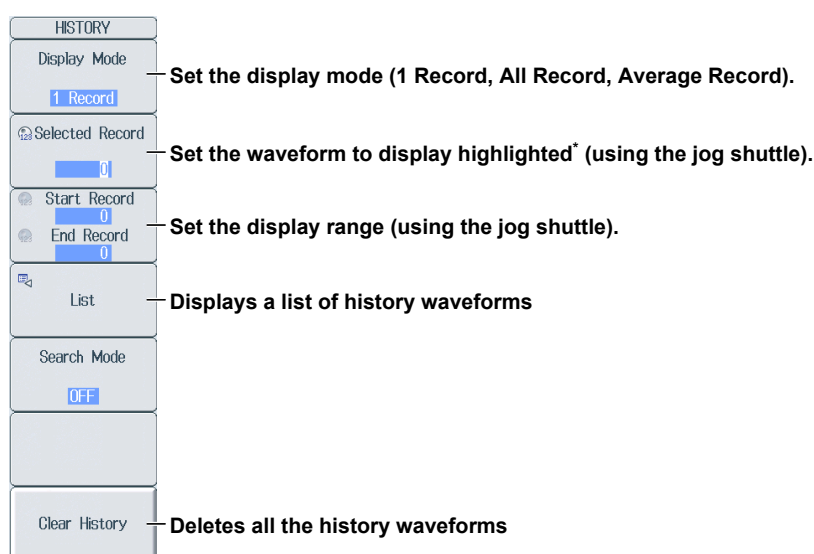 HISTORY
Display Mode
1 Record
Set the display mode (1 Record, All Record, Average Record).
Selected Record
0
Set the waveform to display highlighted* (using the jog shuttle).
Start Record
0
End Record
0
Set the display range (using the jog shuttle).
List
Displays a list of history waveforms
Search Mode
OFF
Clear History
Deletes all the history waveforms